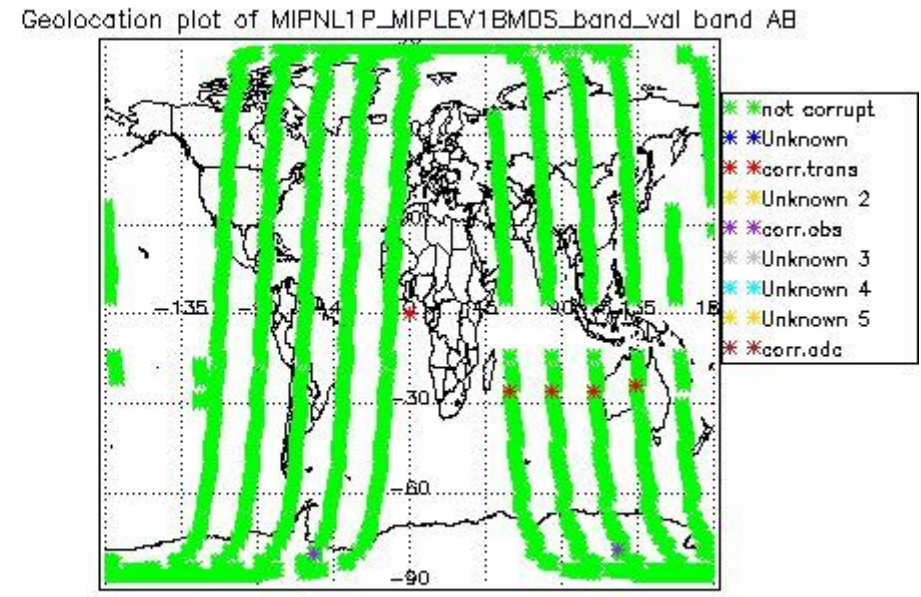 Geolocation plot of MIPNL1P_MIPLEV1BMDS_band_val band AB
not corrupt
Unknown
corr.trans
Unknown 2
corr.obs
Unknown 3
Unknown 4
Unknown 5
corr.adc
-135
90
-30
-60
-90